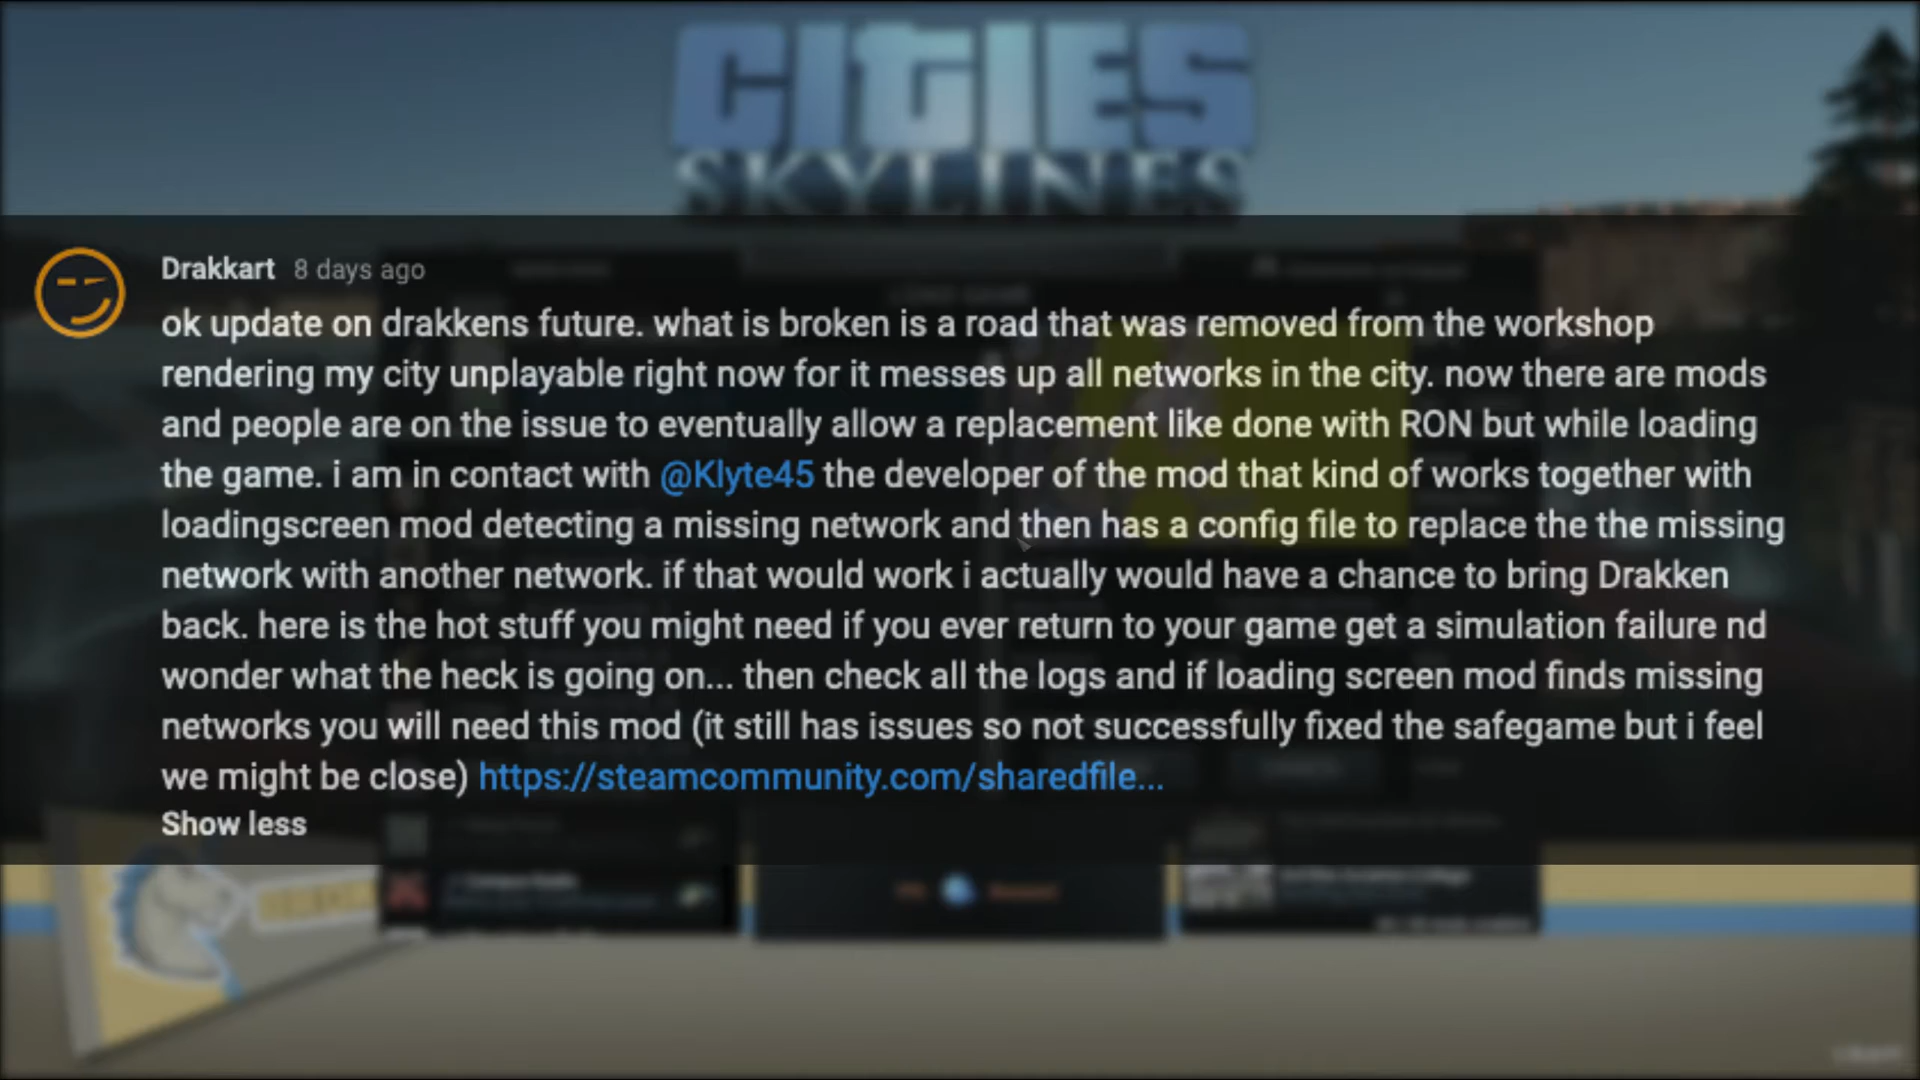 CITIES
SKYLINES
Drakkart 8 days ago
ok update on drakkens future. what is broken is a road that was removed from the workshop
rendering my city unplayable right now for it messes up all networks in the city. now there are mods
and people are on the issue to eventually allow a replacement like done with RON but while loading
the game. i am in contact with @Klyte45 the developer of the mod that kind of works together with
loadingscreen mod detecting a missing network and then has a config file to replace the the missing
network with another network. if that would work i actually would have a chance to bring Drakken
back. here is the hot stuff you might need if you ever return to your game get a simulation failure nd
wonder what the heck is going on... then check all the logs and if loading screen mod finds missing
networks you will need this mod (it still has issues so not successfully fixed the safegame but i feel
we might be close) https://steamcommunity.com/sharedfile...
Show less